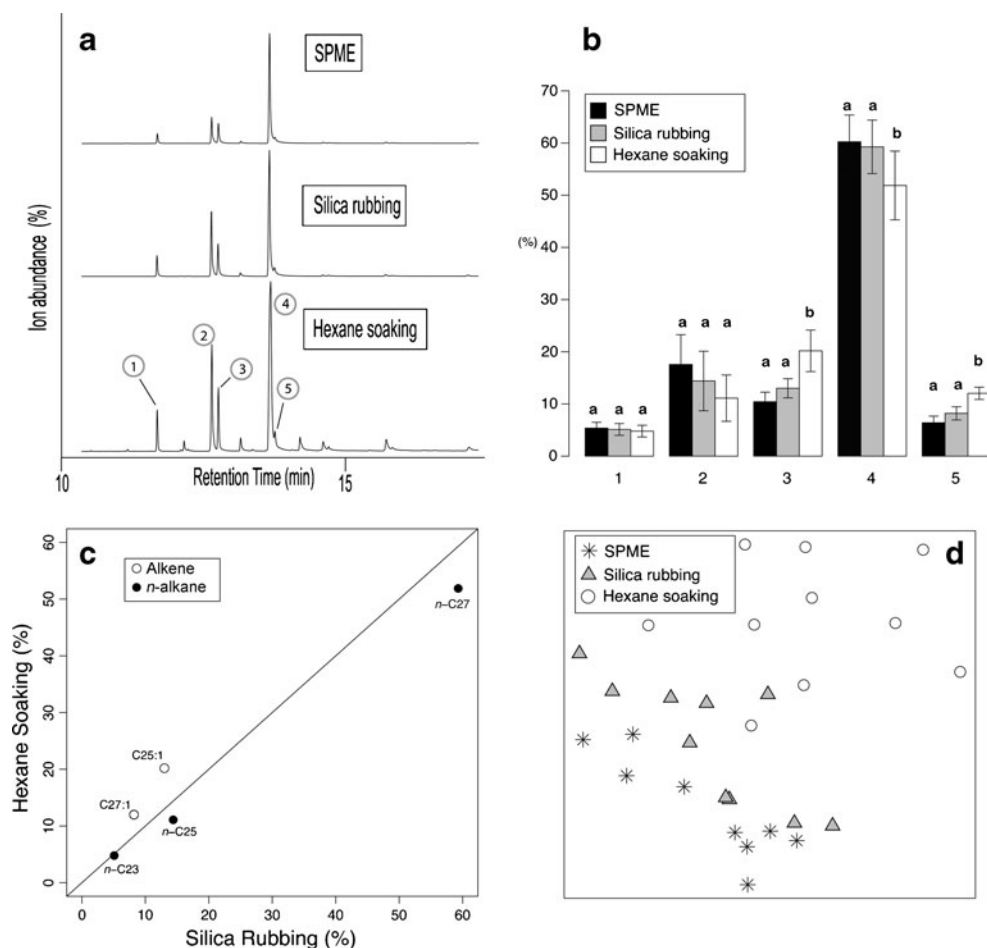 a
SPME
Silica rubbing
Hexane soaking
1
2
3
4
5
Ion abundance (%)
10
Retention Time (min)
15
b
SPME
Silica rubbing
Hexane soaking
70
60
50
40
30
20
10
0
(%)
a a a
a a a
a a b
a a b
a a b
1 2 3 4 5
c
Alkene
n-alkane
60
50
40
30
20
10
0
Hexane Soaking (%)
n–C27
C25:1
C27:1
n–C25
n–C23
0 10 20 30 40 50 60
Silica Rubbing (%)
d
SPME
Silica rubbing
Hexane soaking